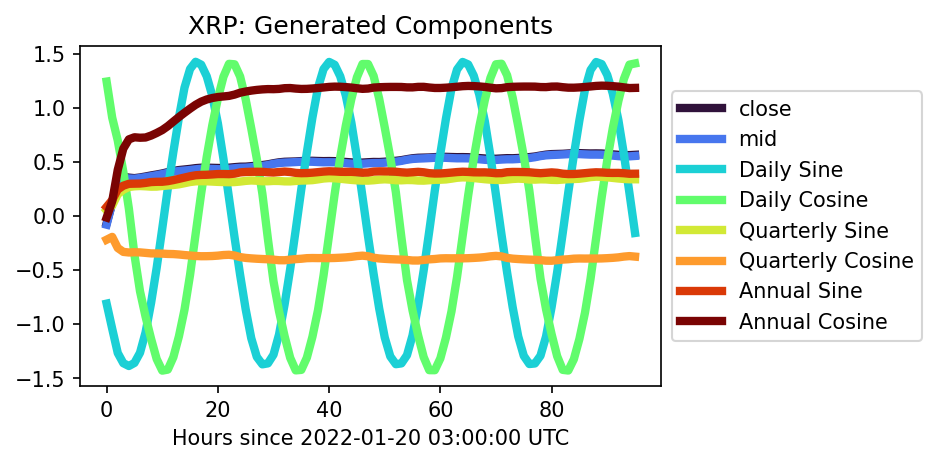 XRP: Generated Components
1.5
1.0
0.5
0.0
−0.5
−1.0
−1.5
0 20 40 60 80
Hours since 2022-01-20 03:00:00 UTC
close
mid
Daily Sine
Daily Cosine
Quarterly Sine
Quarterly Cosine
Annual Sine
Annual Cosine